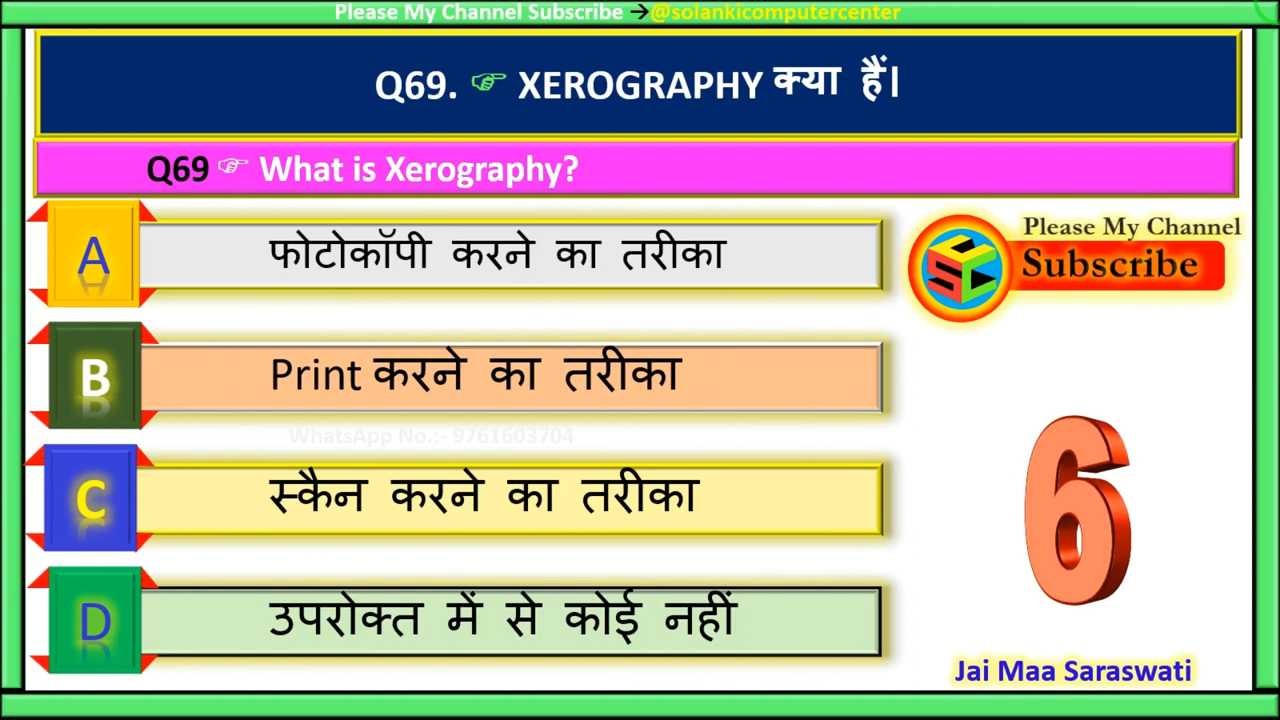 Please My Channel Subscribe →@solankicomputercenter
Q69. ☞ XEROGRAPHY क्या हैं।
Q69 ☞ What is Xerography?
A फोटोकॉपी करने का तरीका
Please My Channel
Subscribe
SCC
B Print करने का तरीका
WhatsApp No.:- 9761603704
C स्कैन करने का तरीका
6
D उपरोक्त में से कोई नहीं
Jai Maa Saraswati